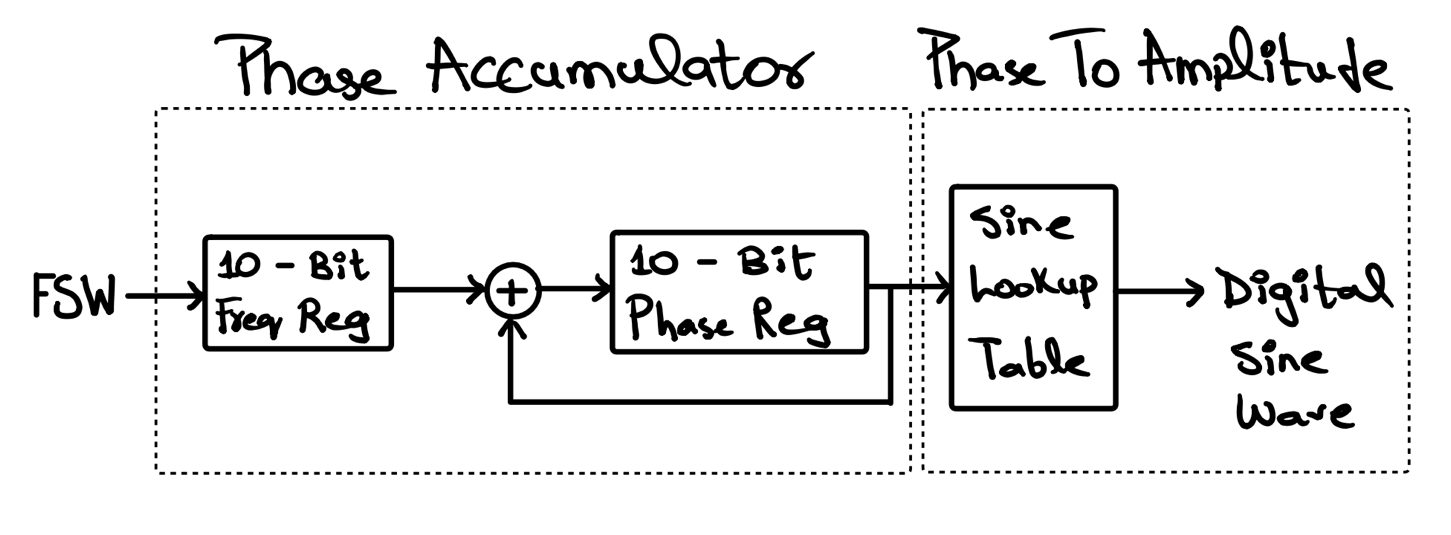 Phase Accumulator
Phase To Amplitude
FSW
10 - Bit
Freq Reg
+
10 - Bit
Phase Reg
Sine
Lookup
Table
Digital
Sine
Wave